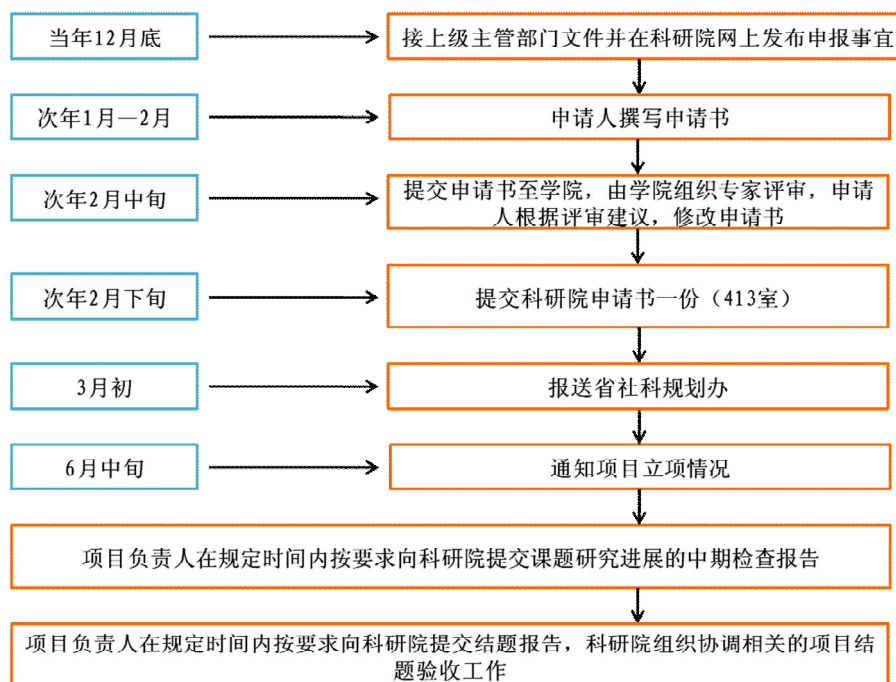 当年12月底
接上级主管部门文件并在科研院网上发布申报事宜
次年1月—2月
申请人撰写申请书
次年2月中旬
提交申请书至学院，由学院组织专家评审，申请
人根据评审建议，修改申请书
次年2月下旬
提交科研院申请书一份（413室）
3月初
报送省社科规划办
6月中旬
通知项目立项情况
项目负责人在规定时间内按要求向科研院提交课题研究进展的中期检查报告
项目负责人在规定时间内按要求向科研院提交结题报告，科研院组织协调相关的项目结
题验收工作